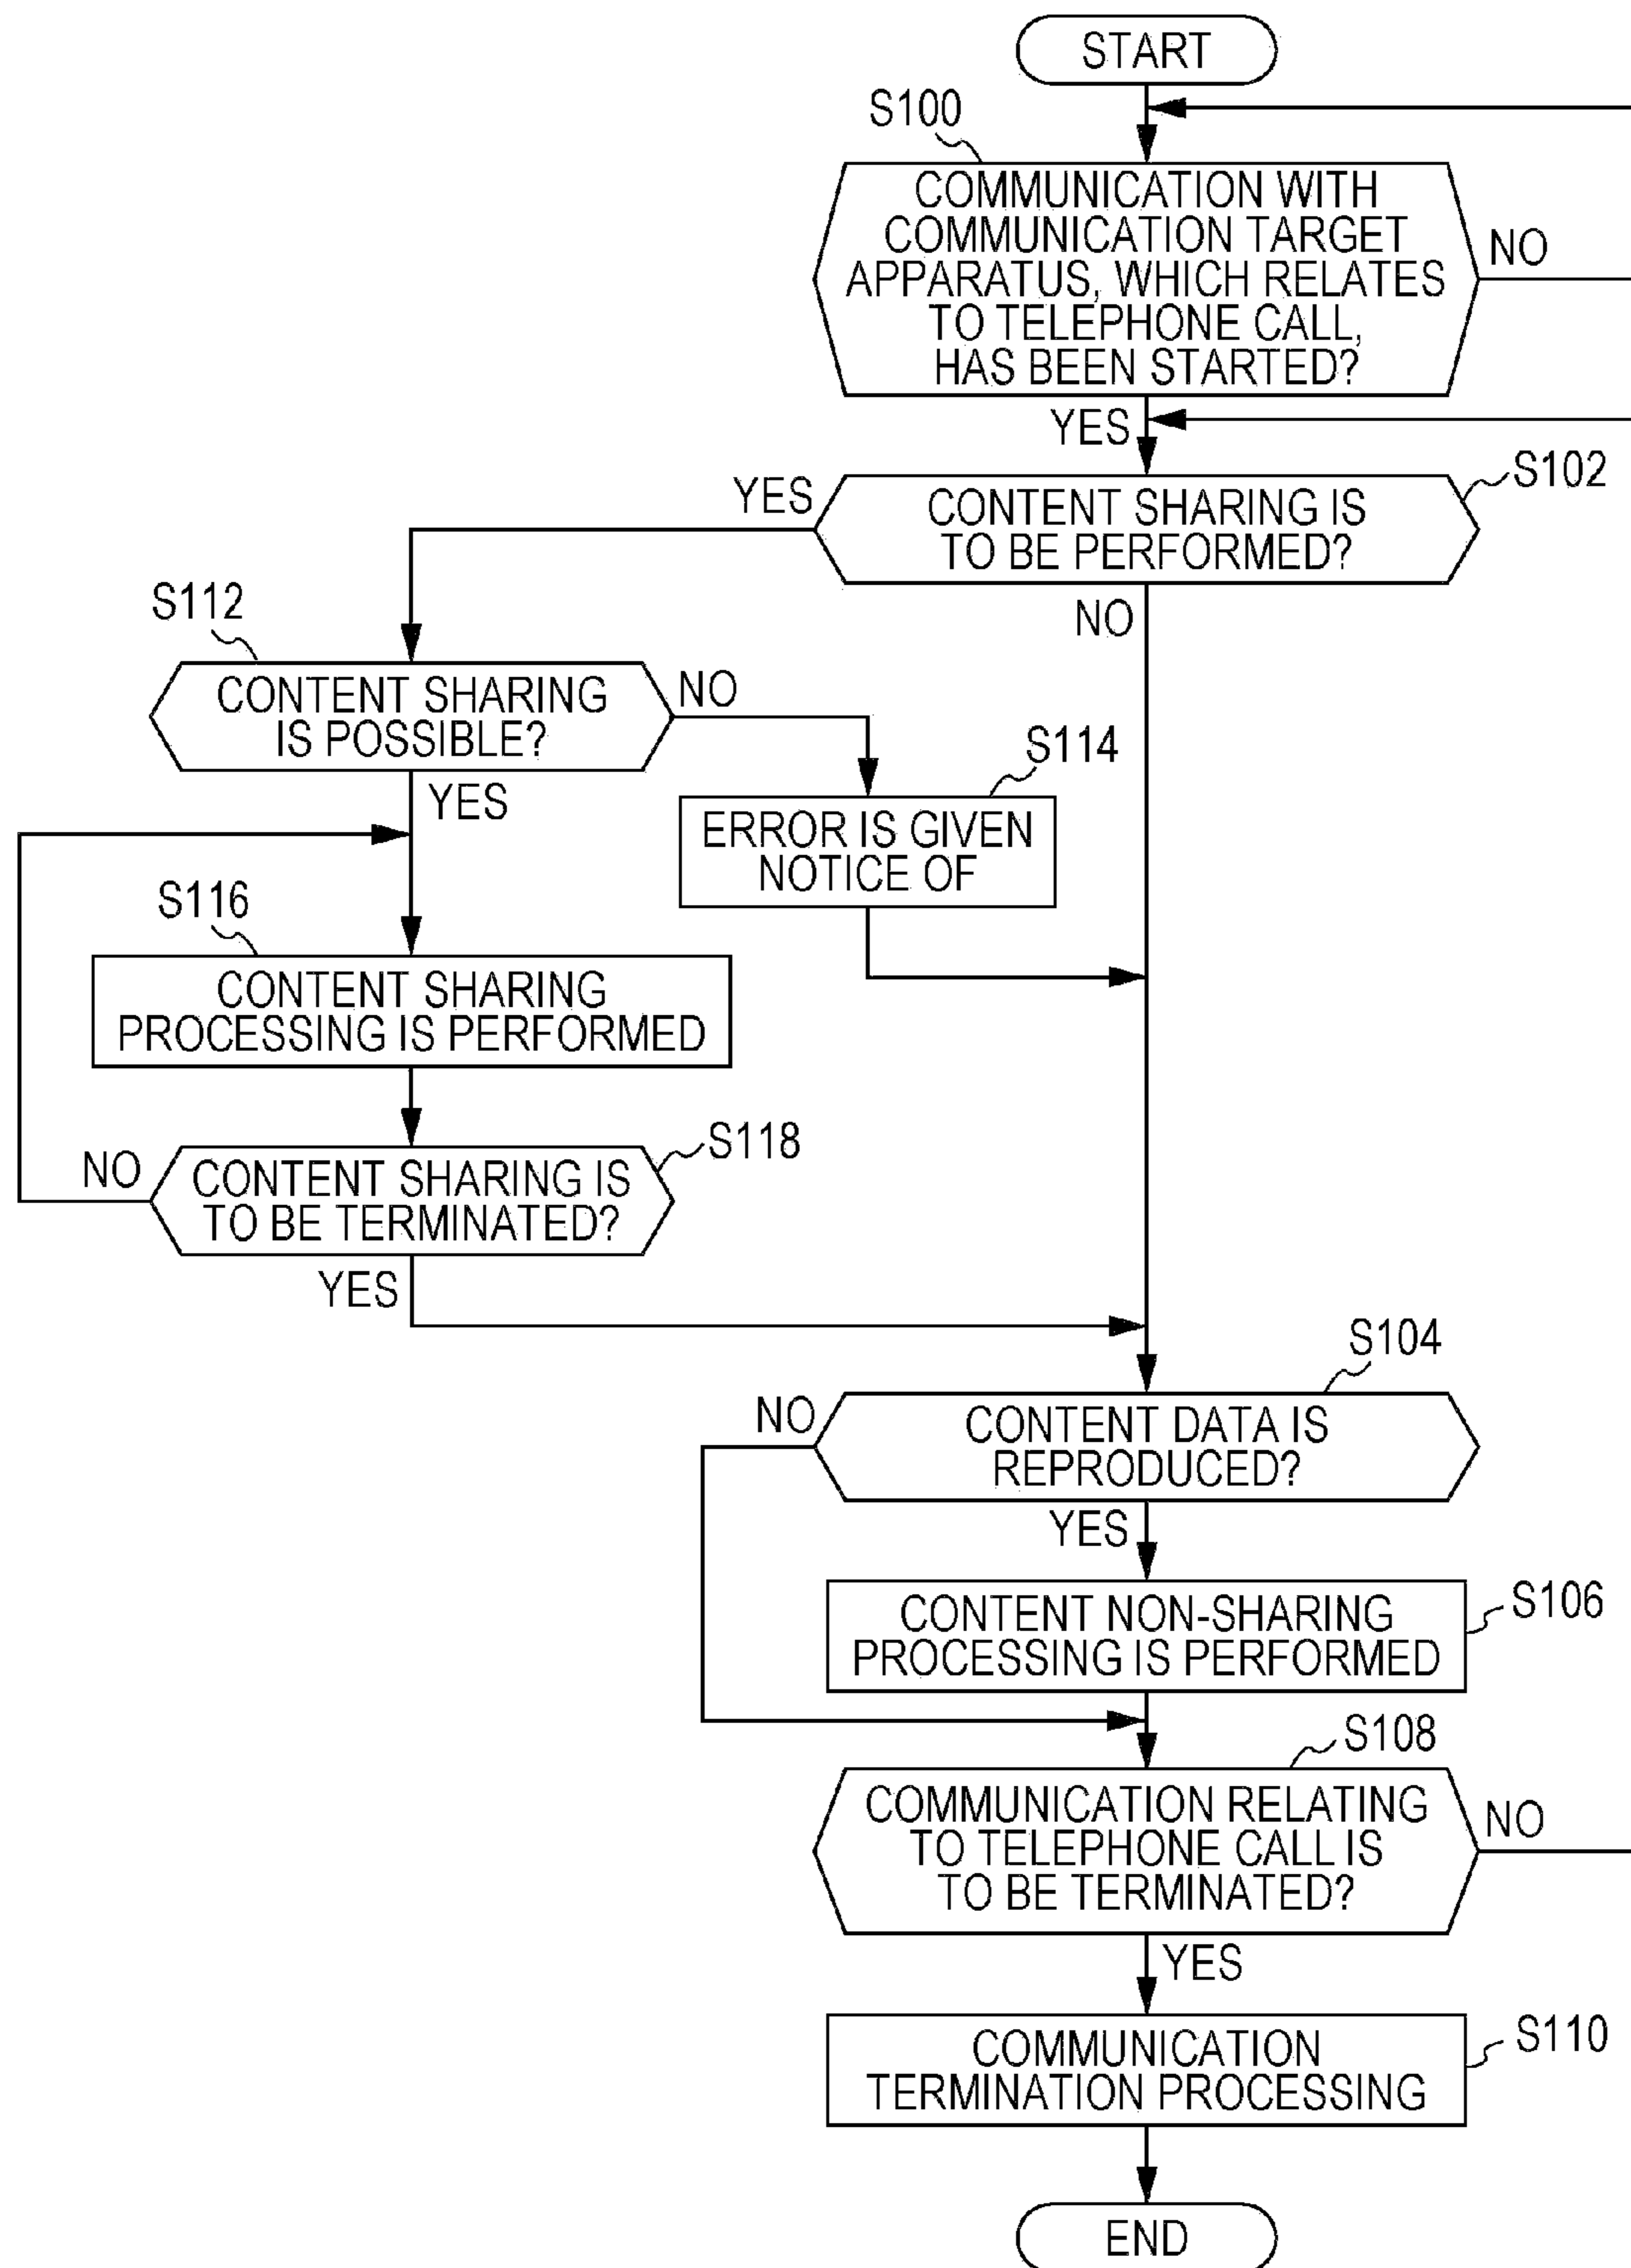 START
S100
COMMUNICATION WITH
COMMUNICATION TARGET
APPARATUS, WHICH RELATES
TO TELEPHONE CALL,
HAS BEEN STARTED?
NO
YES
S102
YES
CONTENT SHARING IS
TO BE PERFORMED?
NO
S112
CONTENT SHARING
IS POSSIBLE?
NO
YES
S114
ERROR IS GIVEN
NOTICE OF
S116
CONTENT SHARING
PROCESSING IS PERFORMED
S118
NO
CONTENT SHARING IS
TO BE TERMINATED?
YES
S104
NO
CONTENT DATA IS
REPRODUCED?
YES
S106
CONTENT NON-SHARING
PROCESSING IS PERFORMED
S108
COMMUNICATION RELATING
TO TELEPHONE CALL IS
TO BE TERMINATED?
NO
YES
S110
COMMUNICATION
TERMINATION PROCESSING
END